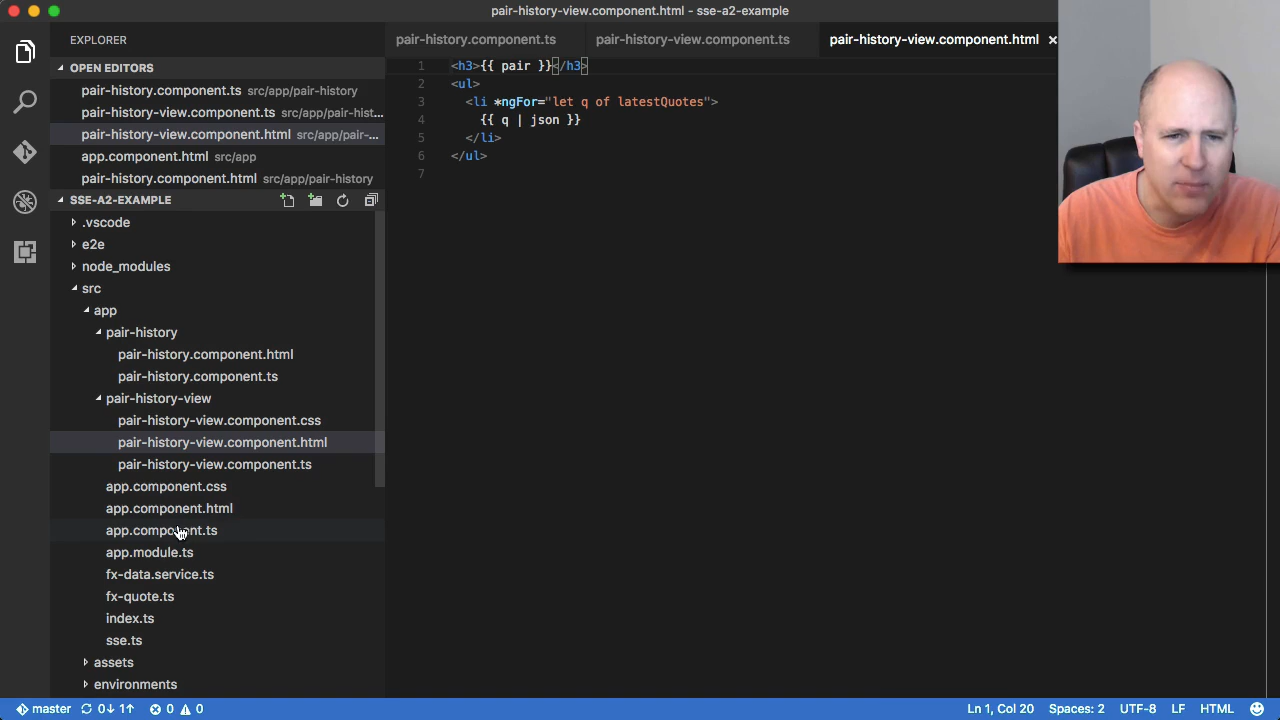 pair-history-view.component.html - sse-a2-example
EXPLORER
OPEN EDITORS
pair-history.component.ts src/app/pair-history
pair-history-view.component.ts src/app/pair-hist...
pair-history-view.component.html src/app/pair-...
app.component.html src/app
pair-history.component.html src/app/pair-history
SSE-A2-EXAMPLE
.vscode
e2e
node_modules
src
app
pair-history
pair-history.component.html
pair-history.component.ts
pair-history-view
pair-history-view.component.css
pair-history-view.component.html
pair-history-view.component.ts
app.component.css
app.component.html
app.component.ts
app.module.ts
fx-data.service.ts
fx-quote.ts
index.ts
sse.ts
assets
environments
pair-history.component.ts pair-history-view.component.ts pair-history-view.component.html
1 <h3>{{ pair }}</h3>
2 <ul>
3 <li *ngFor="let q of latestQuotes">
4 {{ q | json }}
5 </li>
6 </ul>
7
master 0↓ 1↑ 0 0 Ln 1, Col 20 Spaces: 2 UTF-8 LF HTML